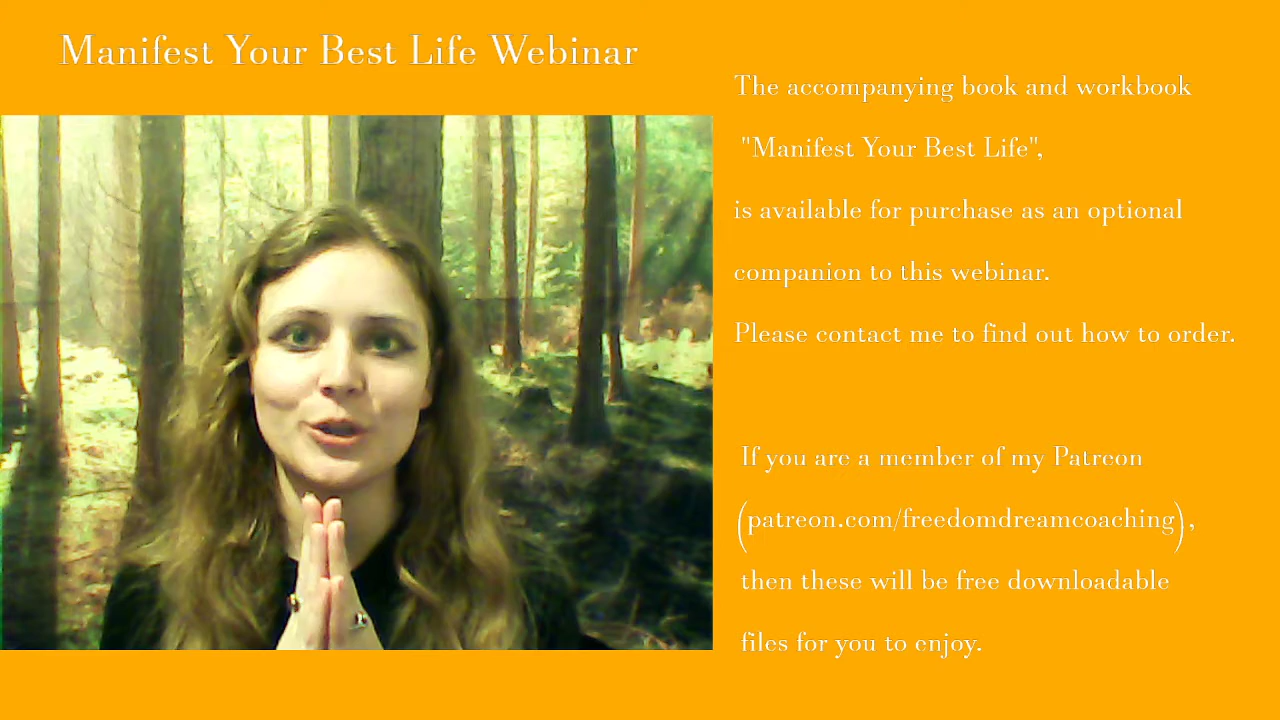 Manifest Your Best Life Webinar
The accompanying book and workbook
"Manifest Your Best Life",
is available for purchase as an optional
companion to this webinar.
Please contact me to find out how to order.
If you are a member of my Patreon
(patreon.com/freedomdreamcoaching),
then these will be free downloadable
files for you to enjoy.